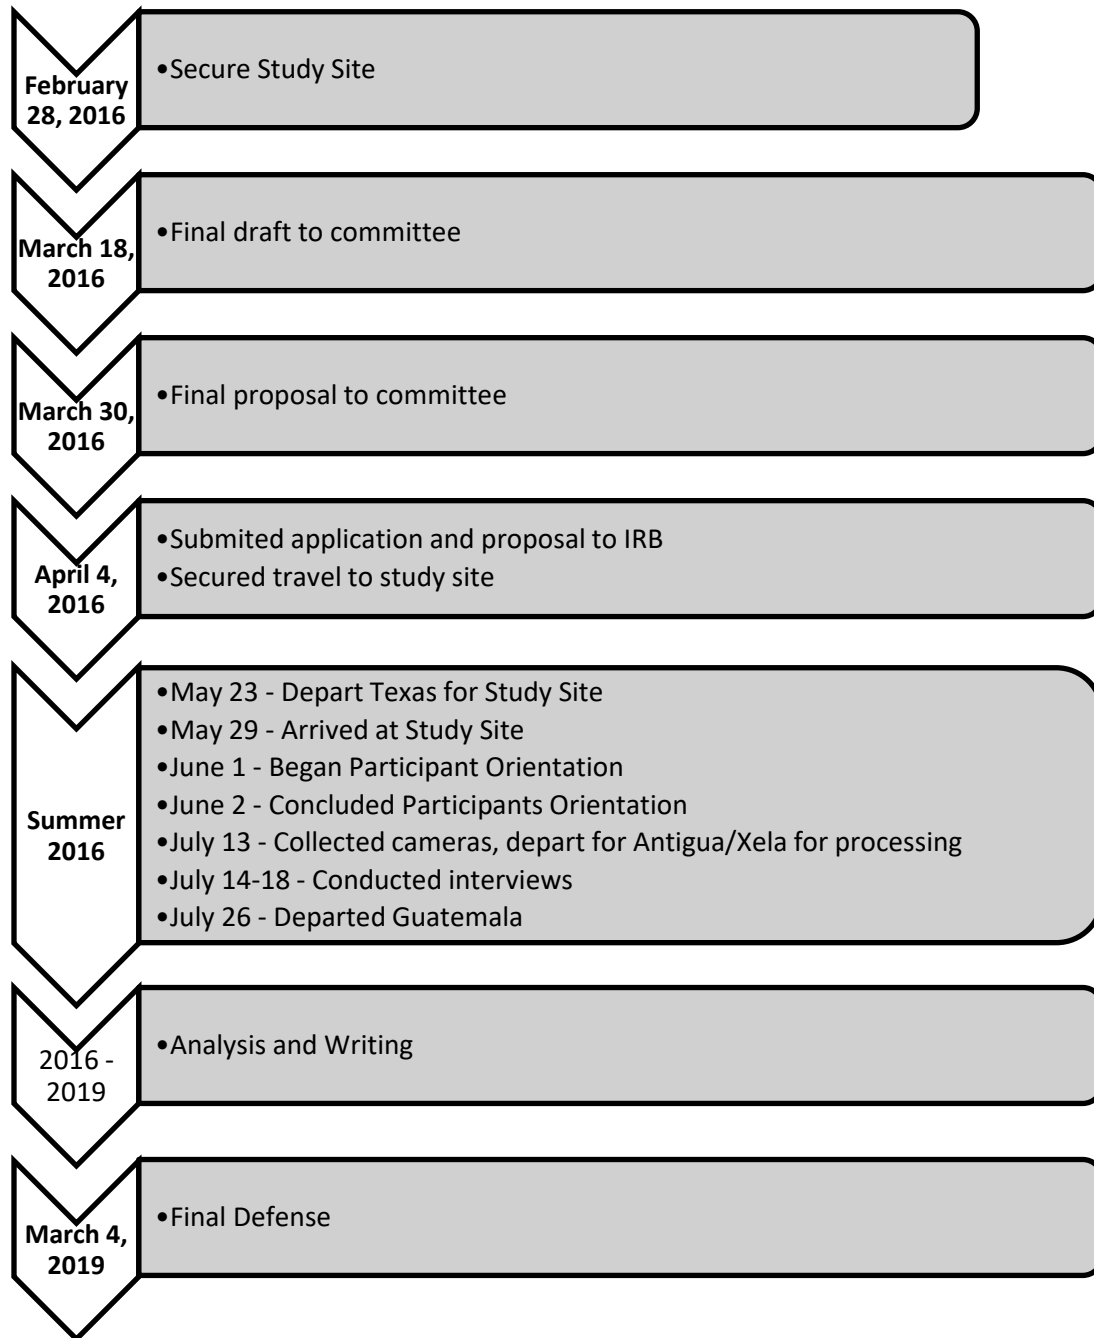 February
28, 2016
•Secure Study Site
March 18,
2016
•Final draft to committee
March 30,
2016
•Final proposal to committee
April 4,
2016
•Submited application and proposal to IRB
•Secured travel to study site
Summer
2016
•May 23 - Depart Texas for Study Site
•May 29 - Arrived at Study Site
•June 1 - Began Participant Orientation
•June 2 - Concluded Participants Orientation
•July 13 - Collected cameras, depart for Antigua/Xela for processing
•July 14-18 - Conducted interviews
•July 26 - Departed Guatemala
2016 -
2019
•Analysis and Writing
March 4,
2019
•Final Defense